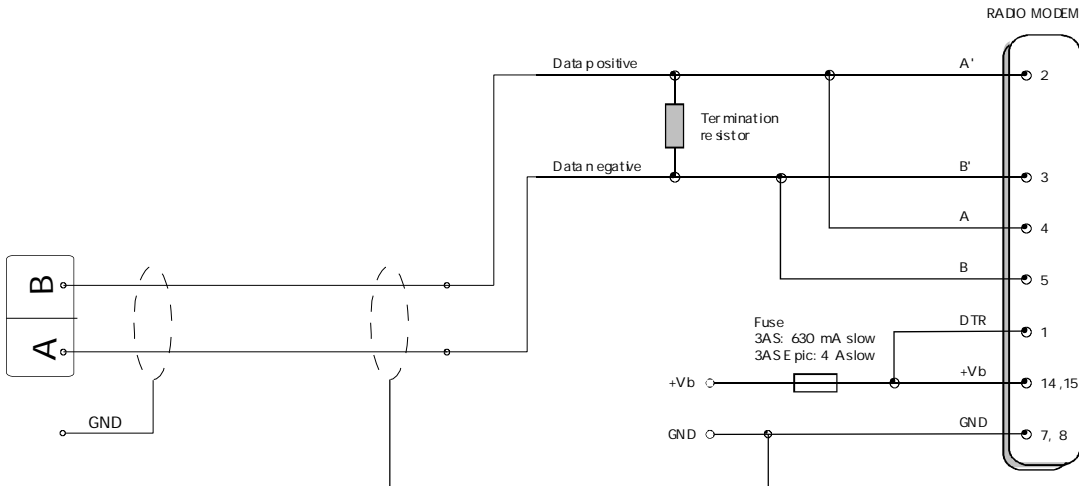 RADIO MODEM
Data positive
A'
2
Termination
resistor
Data negative
B'
3
A
4
B
B
5
A
Fuse
3AS: 630 mA slow
3AS Epic: 4 A slow
DTR
1
+Vb
+Vb
14,15
GND
GND
GND
7, 8